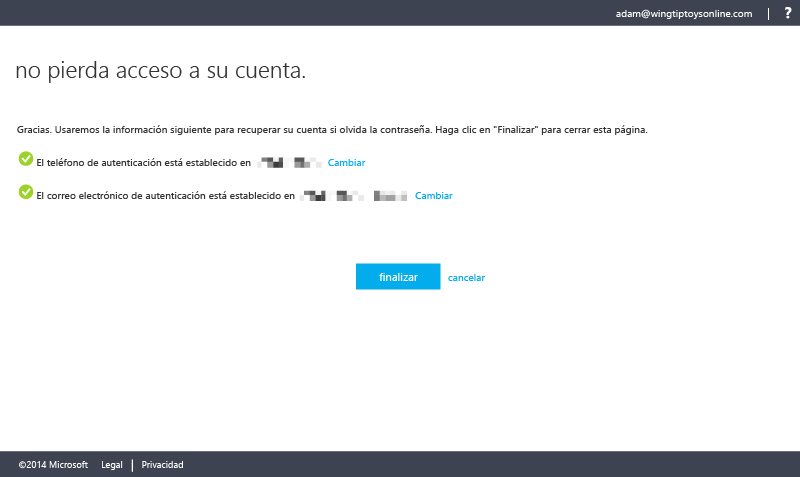 adam@wingtiptoysonline.com | ?
no pierda acceso a su cuenta.
Gracias. Usaremos la información siguiente para recuperar su cuenta si olvida la contraseña. Haga clic en "Finalizar" para cerrar esta página.
El teléfono de autenticación está establecido en Cambiar
El correo electrónico de autenticación está establecido en Cambiar
finalizar cancelar
©2014 Microsoft Legal | Privacidad